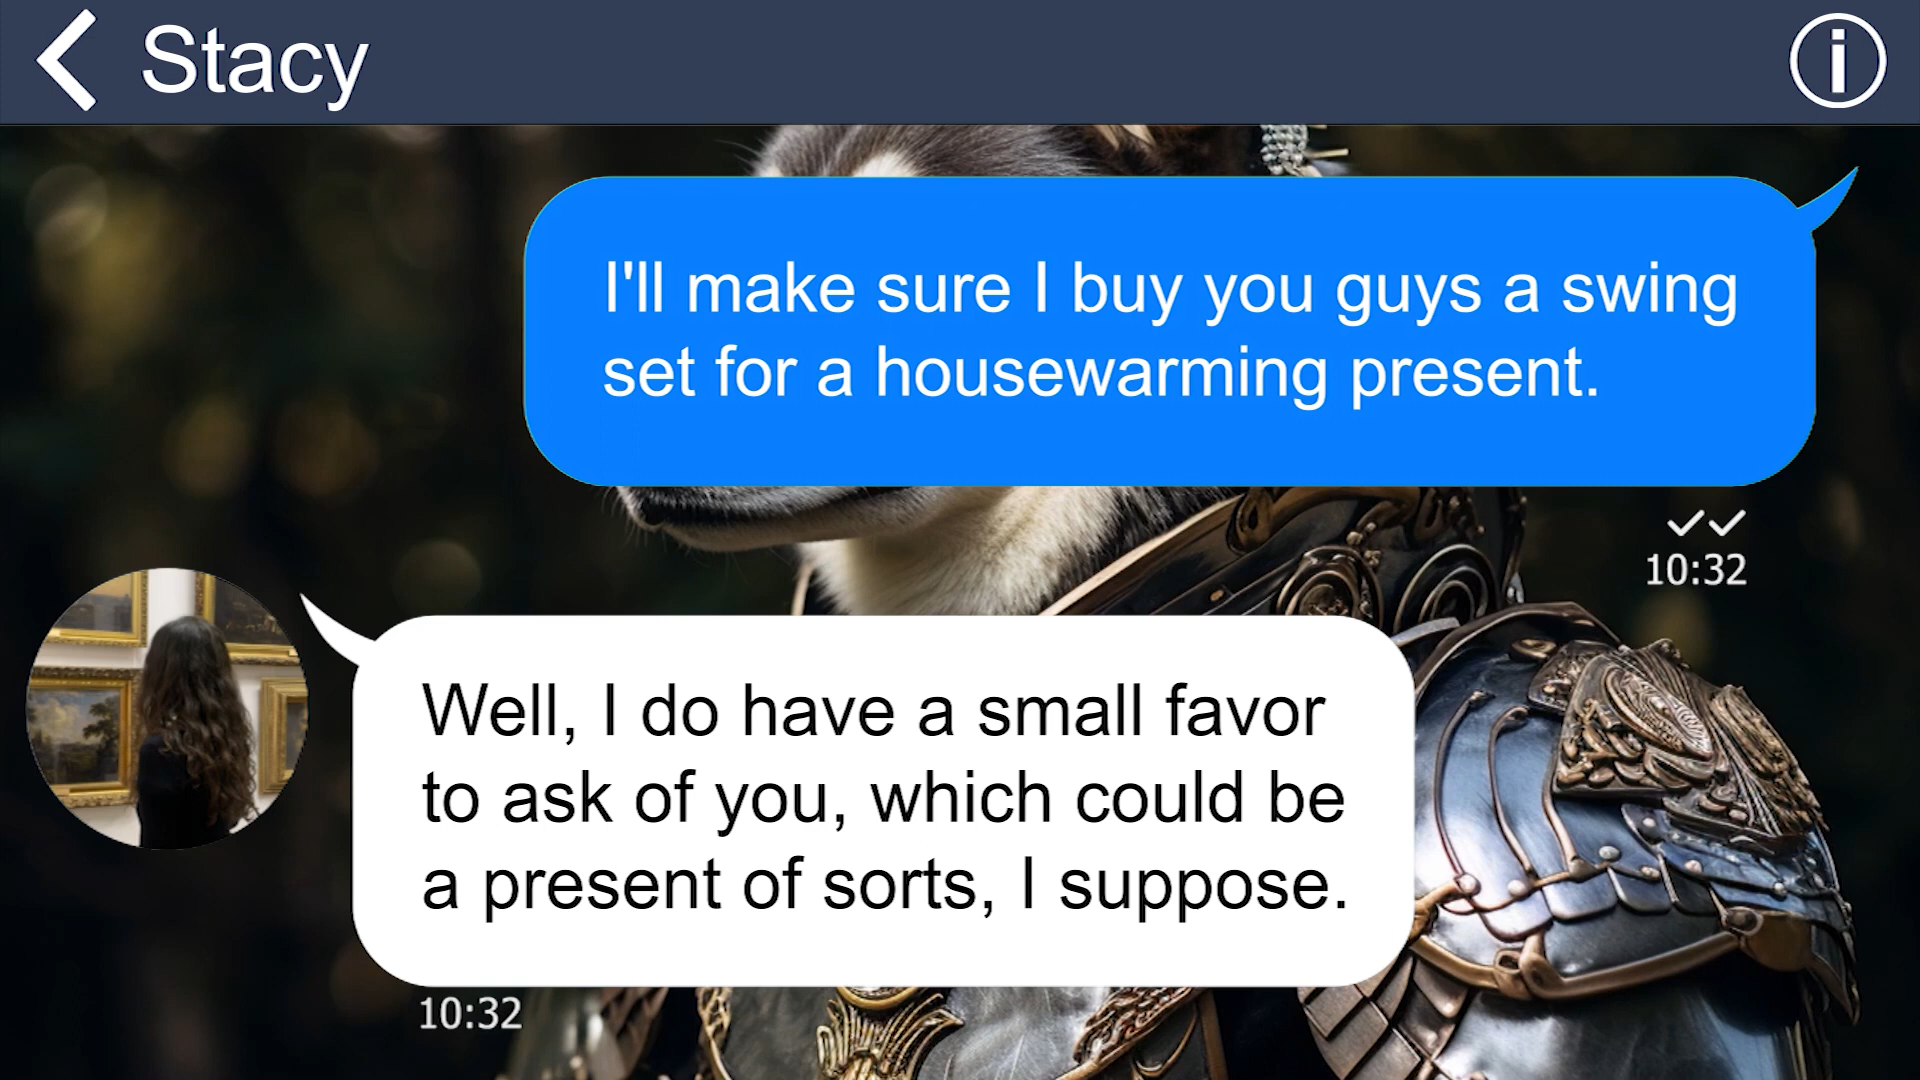 Stacy
I'll make sure I buy you guys a swing
set for a housewarming present.
10:32
Well, I do have a small favor
to ask of you, which could be
a present of sorts, I suppose.
10:32